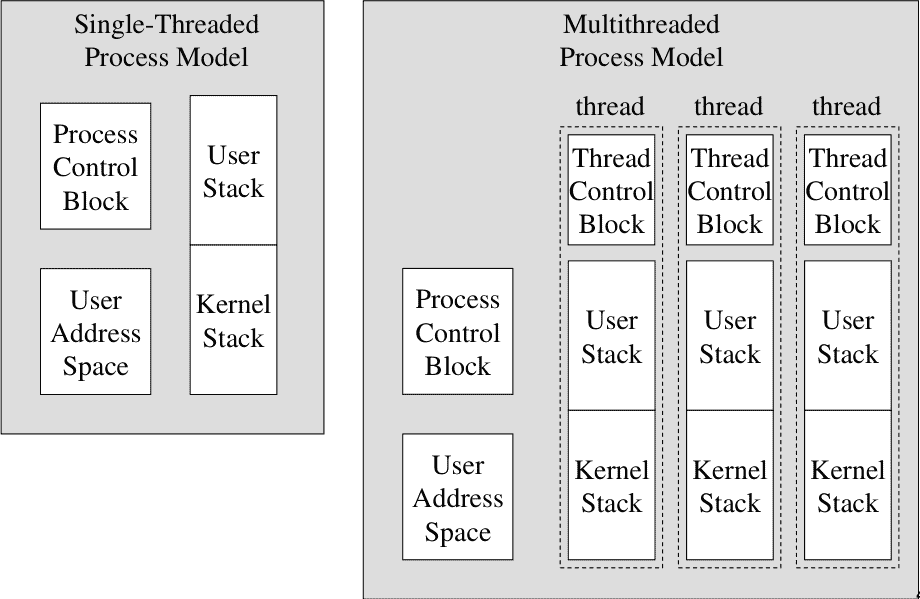 Single-Threaded
Process Model
Process
Control
Block
User
Stack
User
Address
Space
Kernel
Stack
Multithreaded
Process Model
thread
thread
thread
Thread
Control
Block
Thread
Control
Block
Thread
Control
Block
Process
Control
Block
User
Stack
User
Stack
User
Stack
User
Address
Space
Kernel
Stack
Kernel
Stack
Kernel
Stack